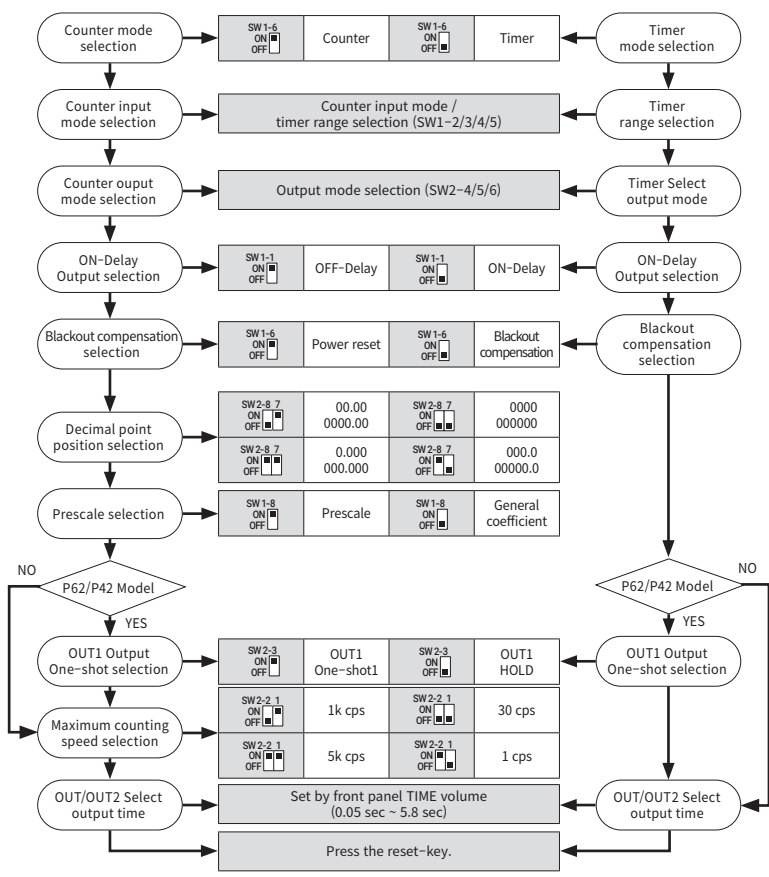 Counter mode
selection
SW 1-6
ON
OFF
Counter
SW 1-6
ON
OFF
Timer
Timer
mode selection
Counter input
mode selection
Counter input mode /
timer range selection (SW1-2/3/4/5)
Timer
range selection
Counter ouput
mode selection
Output mode selection (SW2-4/5/6)
Timer Select
output mode
ON-Delay
Output selection
SW 1-1
ON
OFF
OFF-Delay
SW 1-1
ON
OFF
ON-Delay
ON-Delay
Output selection
Blackout compensation
selection
SW 1-6
ON
OFF
Power reset
SW 1-6
ON
OFF
Blackout
compensation
Blackout
compensation
selection
Decimal point
position selection
SW 2-8 7
ON
OFF
00.00
0000.00
SW 2-8 7
ON
OFF
0000
000000
SW 2-8 7
ON
OFF
0.000
000.000
SW 2-8 7
ON
OFF
000.0
00000.0
Prescale selection
SW 1-8
ON
OFF
Prescale
SW 1-8
ON
OFF
General
coefficient
NO
P62/P42 Model
YES
P62/P42 Model
NO
YES
OUT1 Output
One-shot selection
SW 2-3
ON
OFF
OUT1
One-shot1
SW 2-3
ON
OFF
OUT1
HOLD
OUT1 Output
One-shot selection
Maximum counting
speed selection
SW 2-2 1
ON
OFF
1k cps
SW 2-2 1
ON
OFF
30 cps
SW 2-2 1
ON
OFF
5k cps
SW 2-2 1
ON
OFF
1 cps
OUT/OUT2 Select
output time
Set by front panel TIME volume
(0.05 sec ~ 5.8 sec)
OUT/OUT2 Select
output time
Press the reset-key.